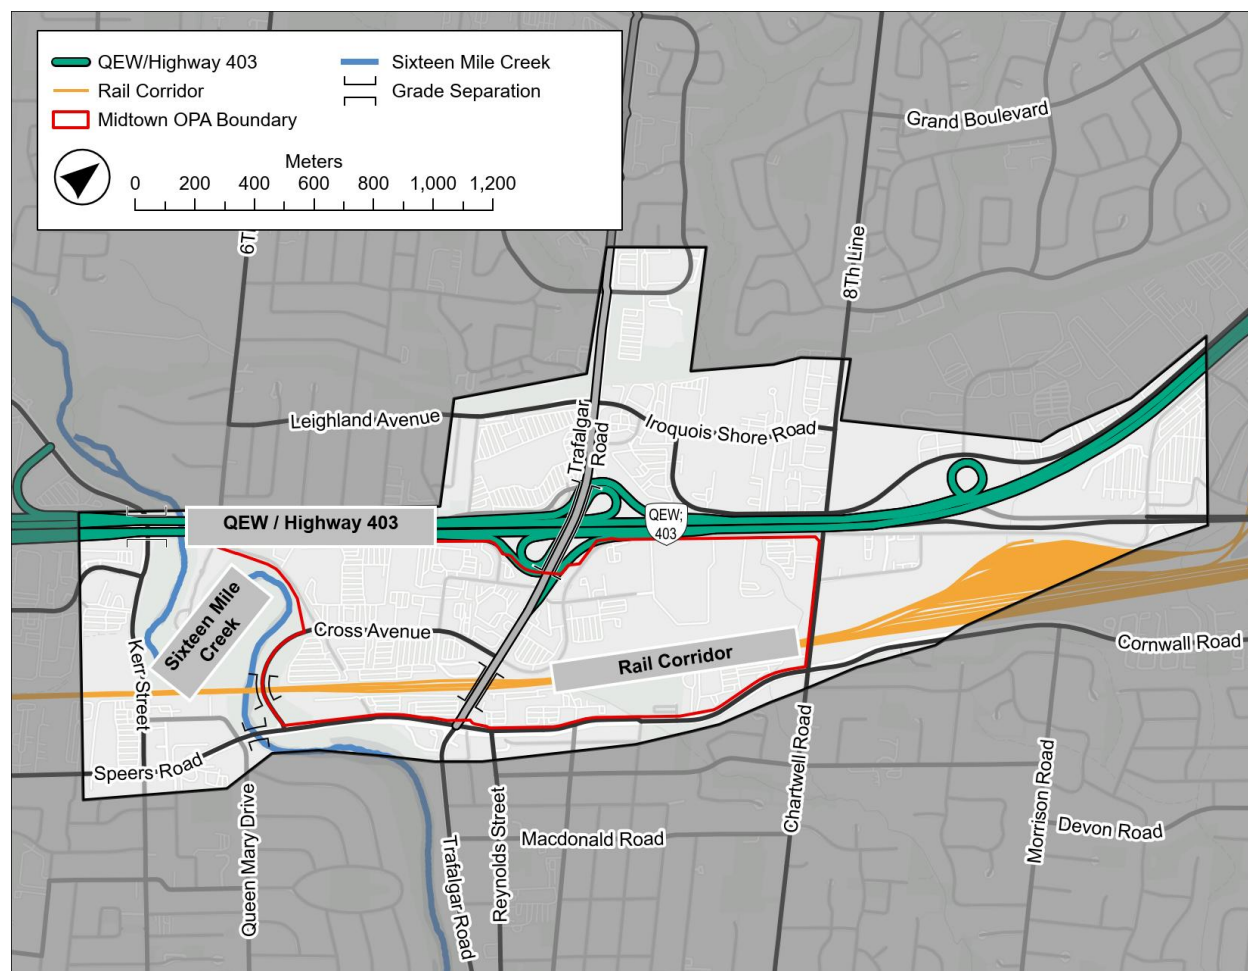 QEW/Highway 403
Sixteen Mile Creek
Rail Corridor
Grade Separation
Midtown OPA Boundary
Meters
0 200 400 600 800 1,000 1,200
Grand Boulevard
8Th Line
Leighland Avenue
Trafalgar
Road
Iroquois Shore Road
QEW / Highway 403
QEW;
403
Sixteen Mile
Creek
Cross Avenue
Kerr Street
Rail Corridor
Cornwall Road
Speers Road
Queen Mary Drive
Trafalgar Road
Reynolds Street
Macdonald Road
Chartwell Road
Morrison Road
Devon Road